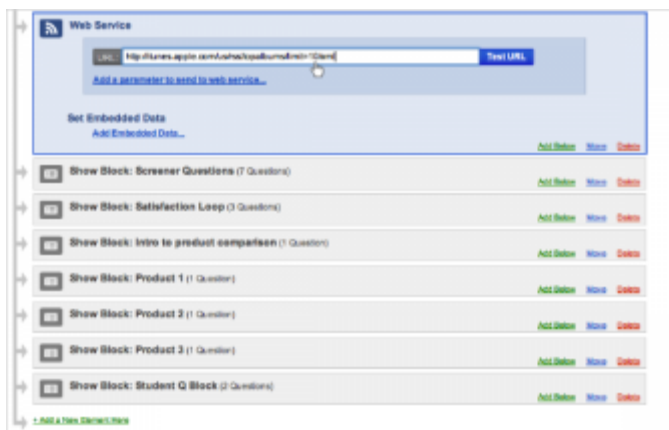 Web Service
URL: http://itunes.apple.com/us/rss/topalbums/limit=10/xml Test URL
Add a parameter to send to web service...
Set Embedded Data
Add Embedded Data...
Add Below Move Delete
Show Block: Screener Questions (7 Questions)
Add Below Move Delete
Show Block: Satisfaction Loop (3 Questions)
Add Below Move Delete
Show Block: Intro to product comparison (1 Question)
Add Below Move Delete
Show Block: Product 1 (1 Question)
Add Below Move Delete
Show Block: Product 2 (1 Question)
Add Below Move Delete
Show Block: Product 3 (1 Question)
Add Below Move Delete
Show Block: Student Q Block (2 Questions)
Add Below Move Delete
+ Add a New Element Here